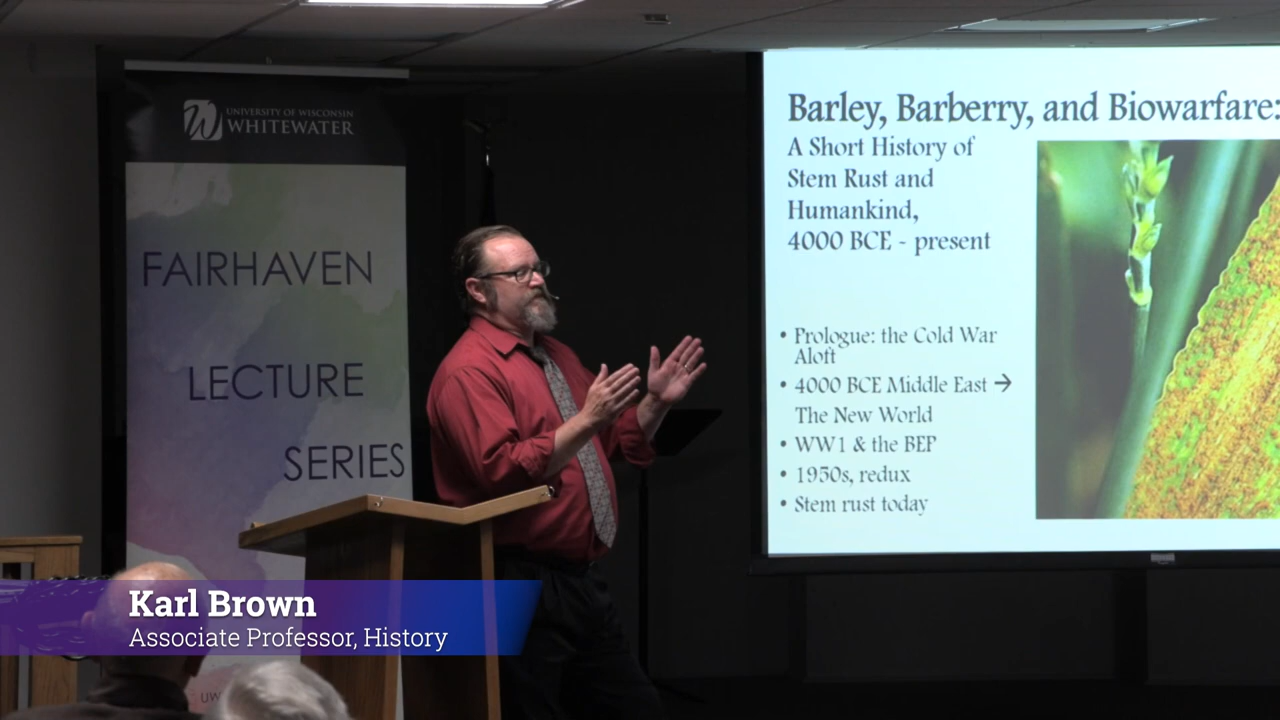 UNIVERSITY OF WISCONSIN
WHITEWATER
FAIRHAVEN
LECTURE
SERIES
UW
Barley, Barberry, and Biowarfare:
A Short History of
Stem Rust and
Humankind,
4000 BCE - present
• Prologue: the Cold War
Aloft
• 4000 BCE Middle East →
The New World
• WW1 & the BEP
• 1950s, redux
• Stem rust today
Karl Brown
Associate Professor, History